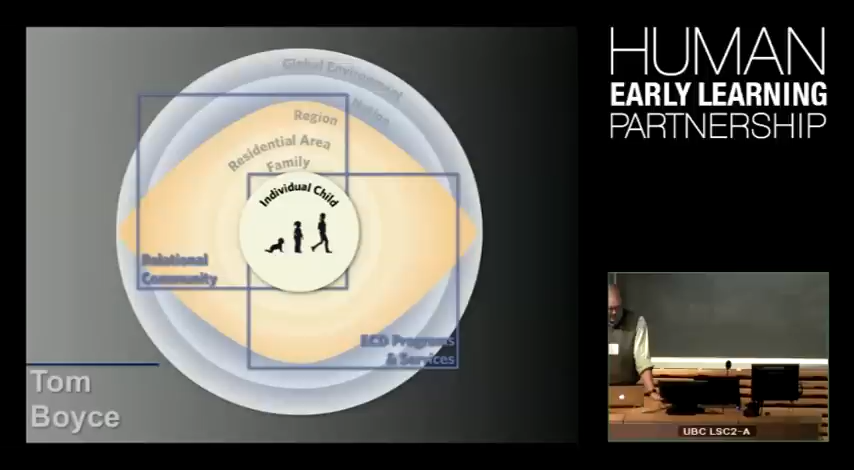 HUMAN
EARLY LEARNING
PARTNERSHIP
Global Environment
Nation
Region
Residential Area
Family
Individual Child
Relational
Community
ECD Programs
& Services
Tom
Boyce
UBC LSC2-A